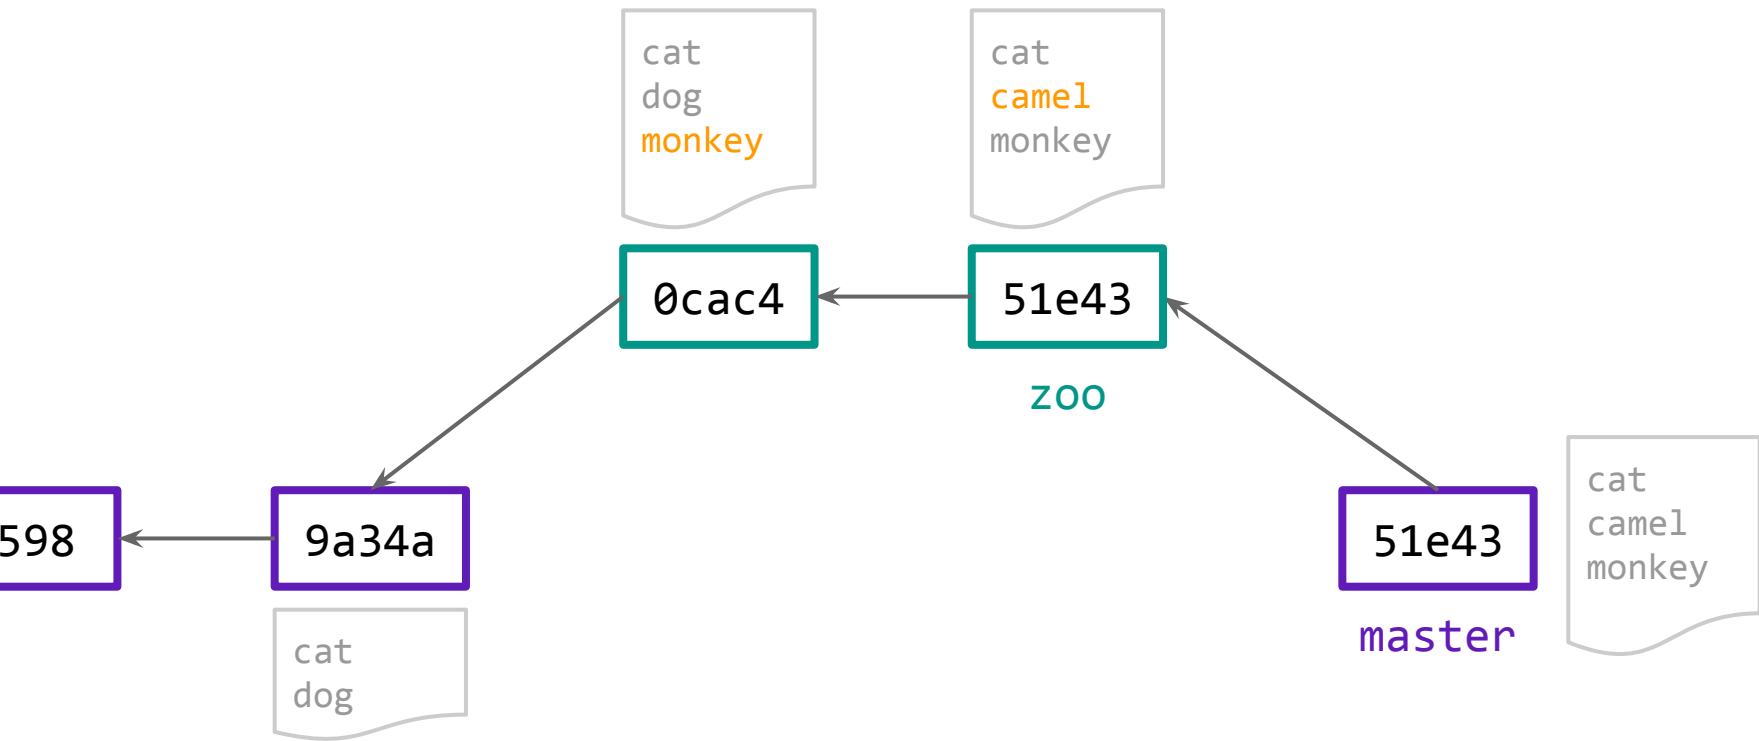 cat
dog
monkey
cat
camel
monkey
0cac4
51e43
zoo
598
9a34a
51e43
master
cat
camel
monkey
cat
dog